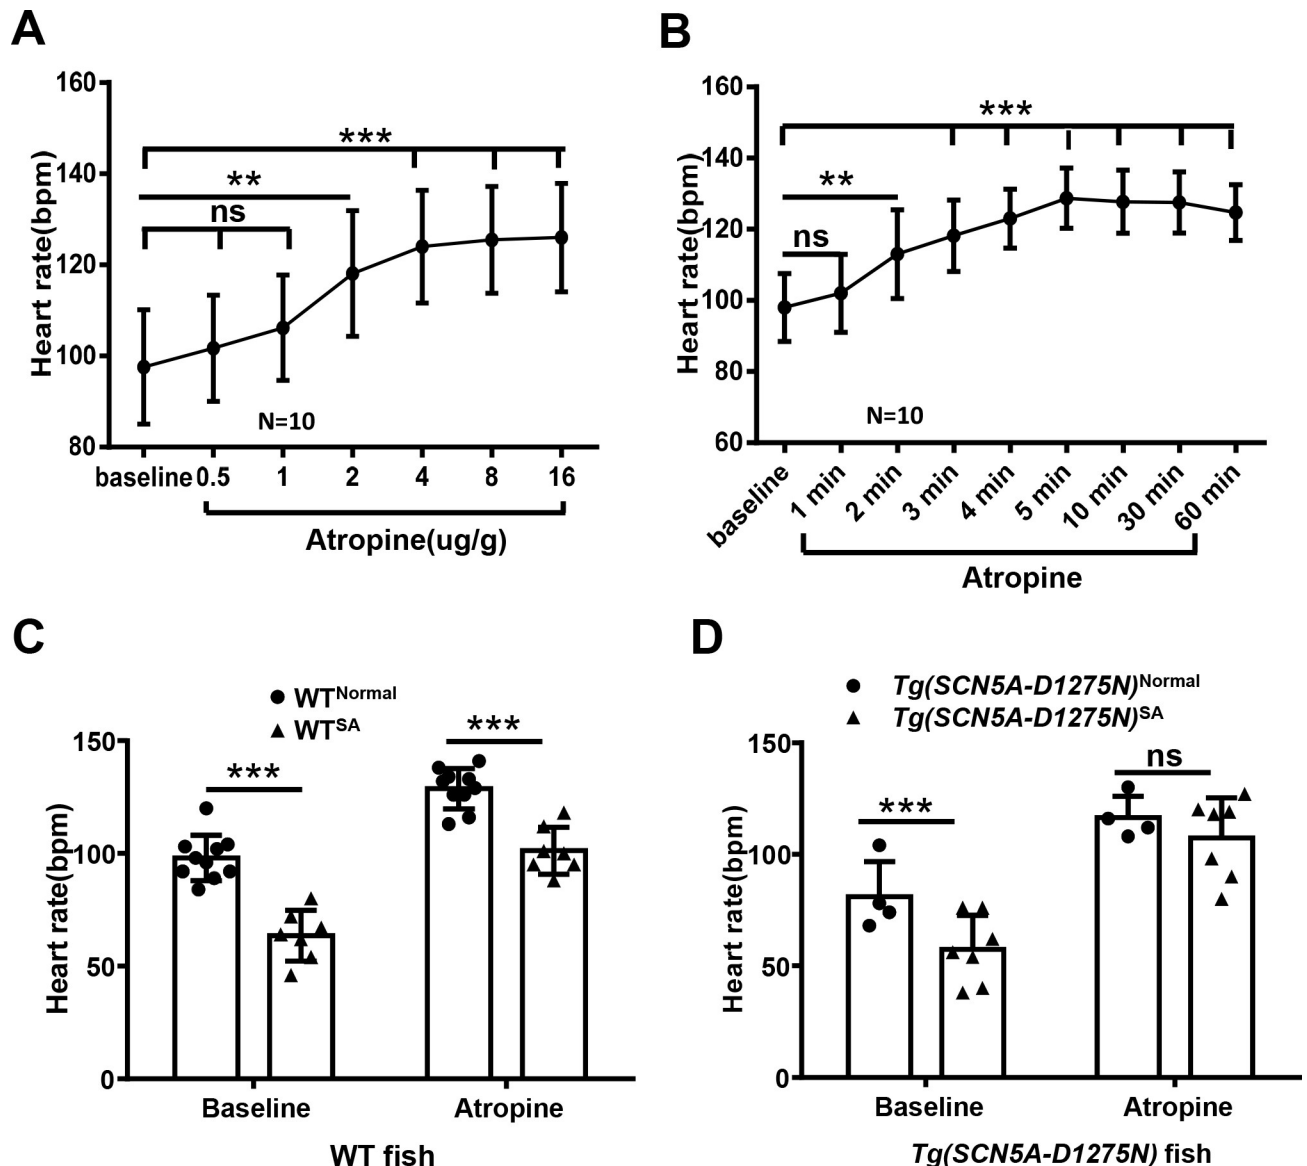 A
Heart rate(bpm)
160
140
120
100
80
***
**
ns
N=10
baseline 0.5 1 2 4 8 16
Atropine(ug/g)
B
Heart rate(bpm)
160
140
120
100
80
60
***
**
ns
N=10
baseline 1 min 2 min 3 min 4 min 5 min 10 min 30 min 60 min
Atropine
C
WTNormal
WTSA
Heart rate(bpm)
150
100
50
0
***
***
Baseline Atropine
WT fish
D
Tg(SCN5A-D1275N)Normal
Tg(SCN5A-D1275N)SA
Heart rate(bpm)
150
100
50
0
***
ns
Baseline Atropine
Tg(SCN5A-D1275N) fish